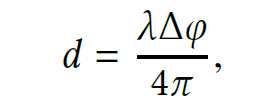 d = λΔφ / 4π,